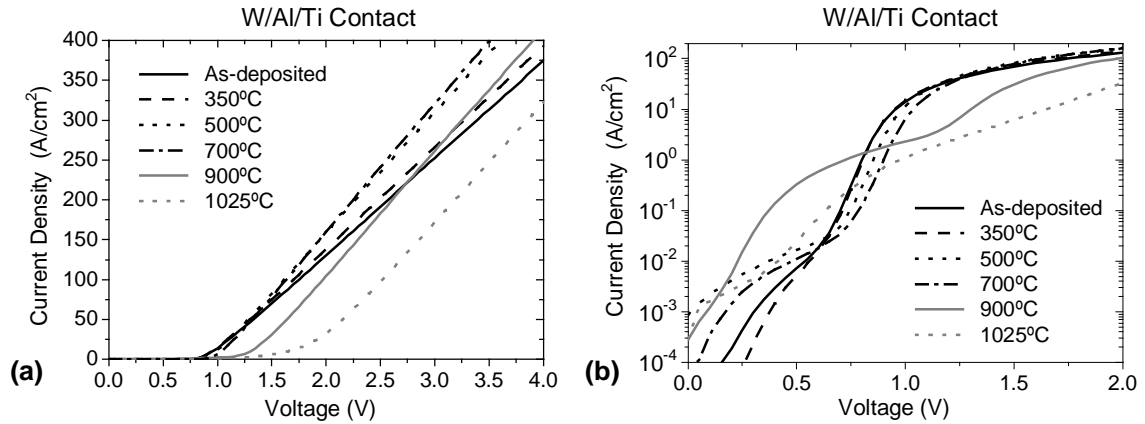 W/Al/Ti Contact
400
350
300
250
200
150
100
50
0
Current Density (A/cm²)
As-deposited
350ºC
500ºC
700ºC
900ºC
1025ºC
0.0 0.5 1.0 1.5 2.0 2.5 3.0 3.5 4.0
Voltage (V)
(a)
W/Al/Ti Contact
10²
10¹
10⁰
10⁻¹
10⁻²
10⁻³
10⁻⁴
Current Density (A/cm²)
As-deposited
350ºC
500ºC
700ºC
900ºC
1025ºC
0.0 0.5 1.0 1.5 2.0
Voltage (V)
(b)